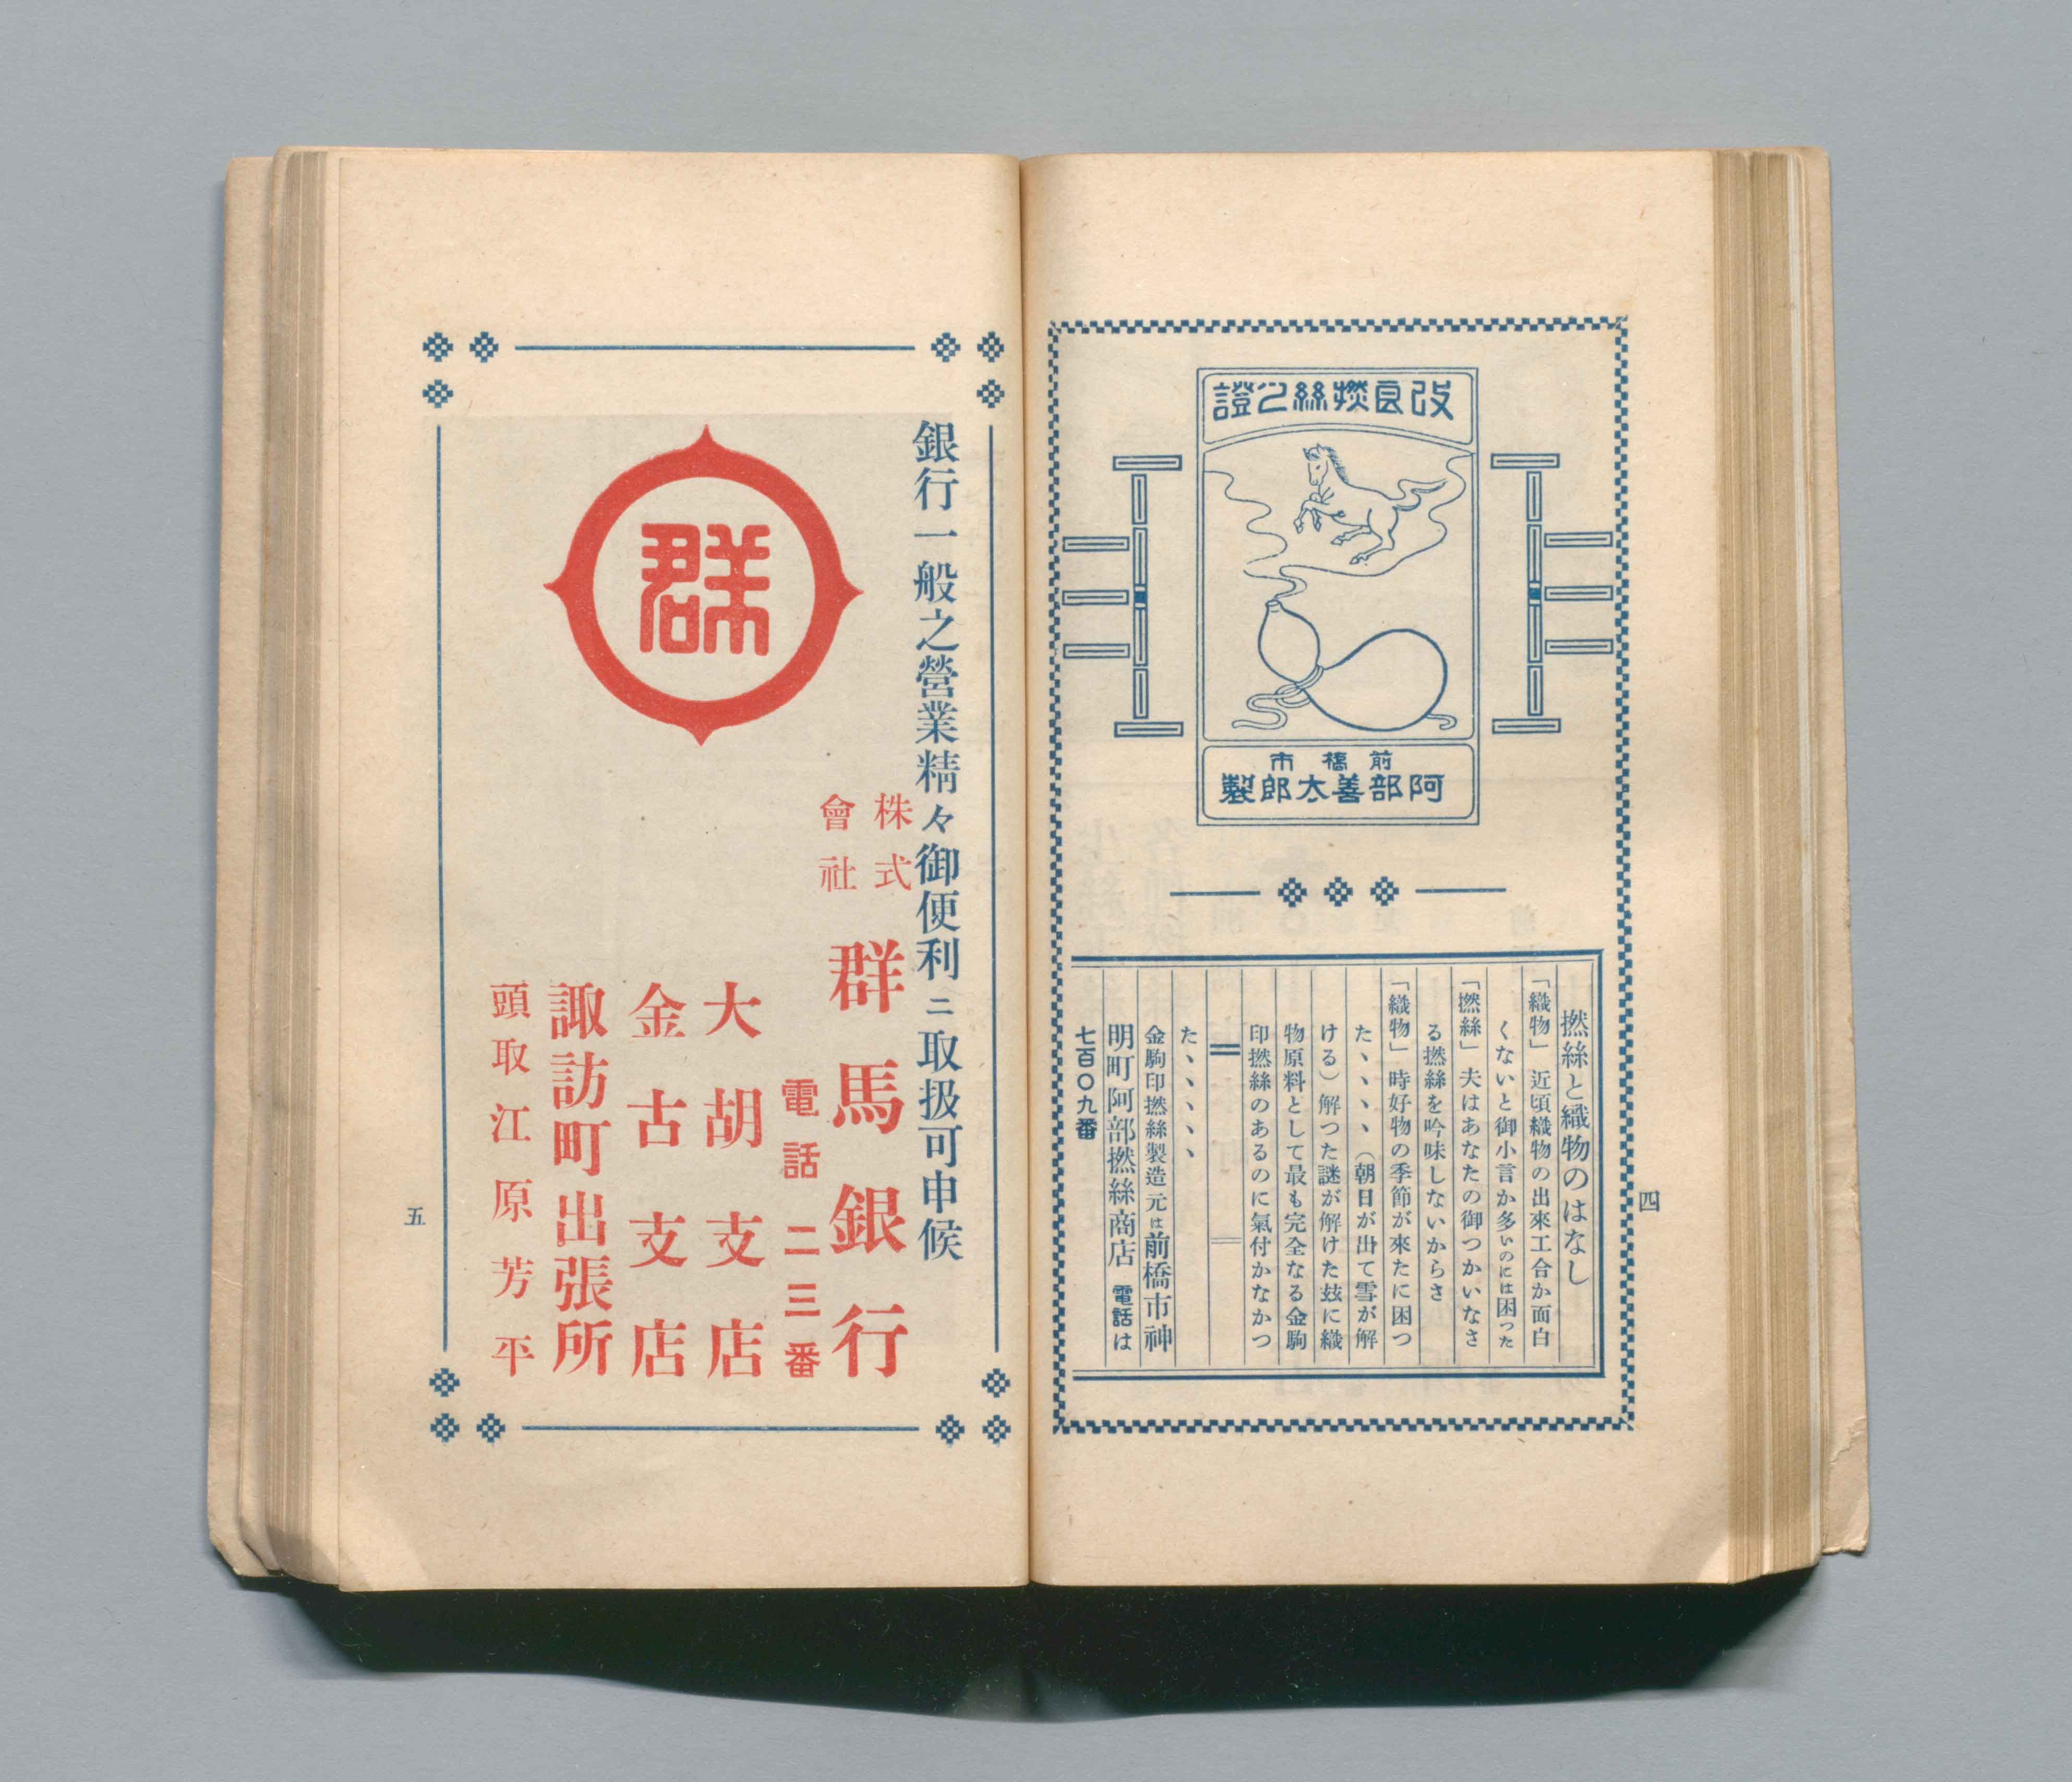 改良撚絲之證
前橋市
阿部善太郎製
撚絲と織物のはなし
「織物」近頃織物の出來工合か面白
くないと御小言か多いのには困った
「撚絲」夫はあなたの御つかいなさ
る撚絲を吟味しないからさ
「織物」時好物の季節が来たに困つ
た、、、、(朝日が出て雪が解
ける)解つた謎が解けた玆に織
物原料として最も完全なる金駒
印撚絲のあるのに氣付かなかつ
た、、、、、
金駒印撚絲製造元は前橋市神
明町阿部撚絲商店 電話は
七百〇九番
四
銀行一般之營業精々御便利ニ取扱可申候
群
株式會社 群馬銀行
電話 二三番
大胡支店
金古支店
諏訪町出張所
頭取 江原芳平
五